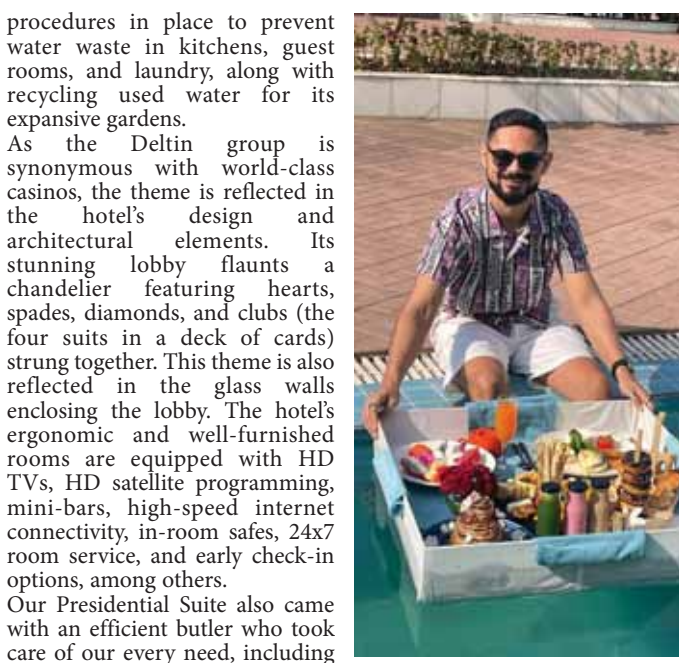 procedures in place to prevent
water waste in kitchens, guest
rooms, and laundry, along with
recycling used water for its
expansive gardens.
As the Deltin group is
synonymous with world-class
casinos, the theme is reflected in
the hotel’s design and
architectural elements. Its
stunning lobby flaunts a
chandelier featuring hearts,
spades, diamonds, and clubs (the
four suits in a deck of cards)
strung together. This theme is also
reflected in the glass walls
enclosing the lobby. The hotel’s
ergonomic and well-furnished
rooms are equipped with HD
TVs, HD satellite programming,
mini-bars, high-speed internet
connectivity, in-room safes, 24x7
room service, and early check-in
options, among others.
Our Presidential Suite also came
with an efficient butler who took
care of our every need, including